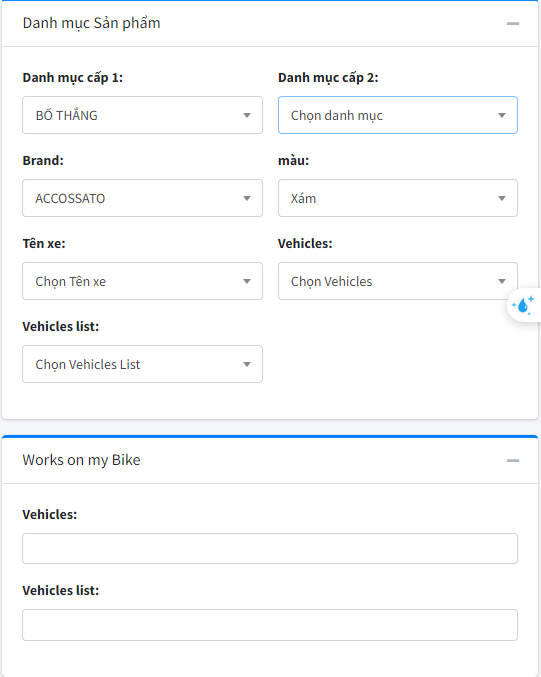 Danh mục Sản phẩm
Danh mục cấp 1: Danh mục cấp 2:
BỐ THẮNG Chọn danh mục
Brand: màu:
ACCOSSATO Xám
Tên xe: Vehicles:
Chọn Tên xe Chọn Vehicles
Vehicles list:
Chọn Vehicles List
Works on my Bike
Vehicles:
Vehicles list: